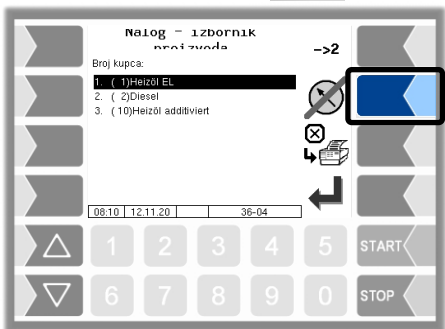 Nalog - izbornik
proizvoda
->2
Broj kupca:
1. ( 1)Heizöl EL
2. ( 2)Diesel
3. ( 10)Heizöl additiviert
08:10 12.11.20 36-04
1 2 3 4 5 START
6 7 8 9 0 STOP